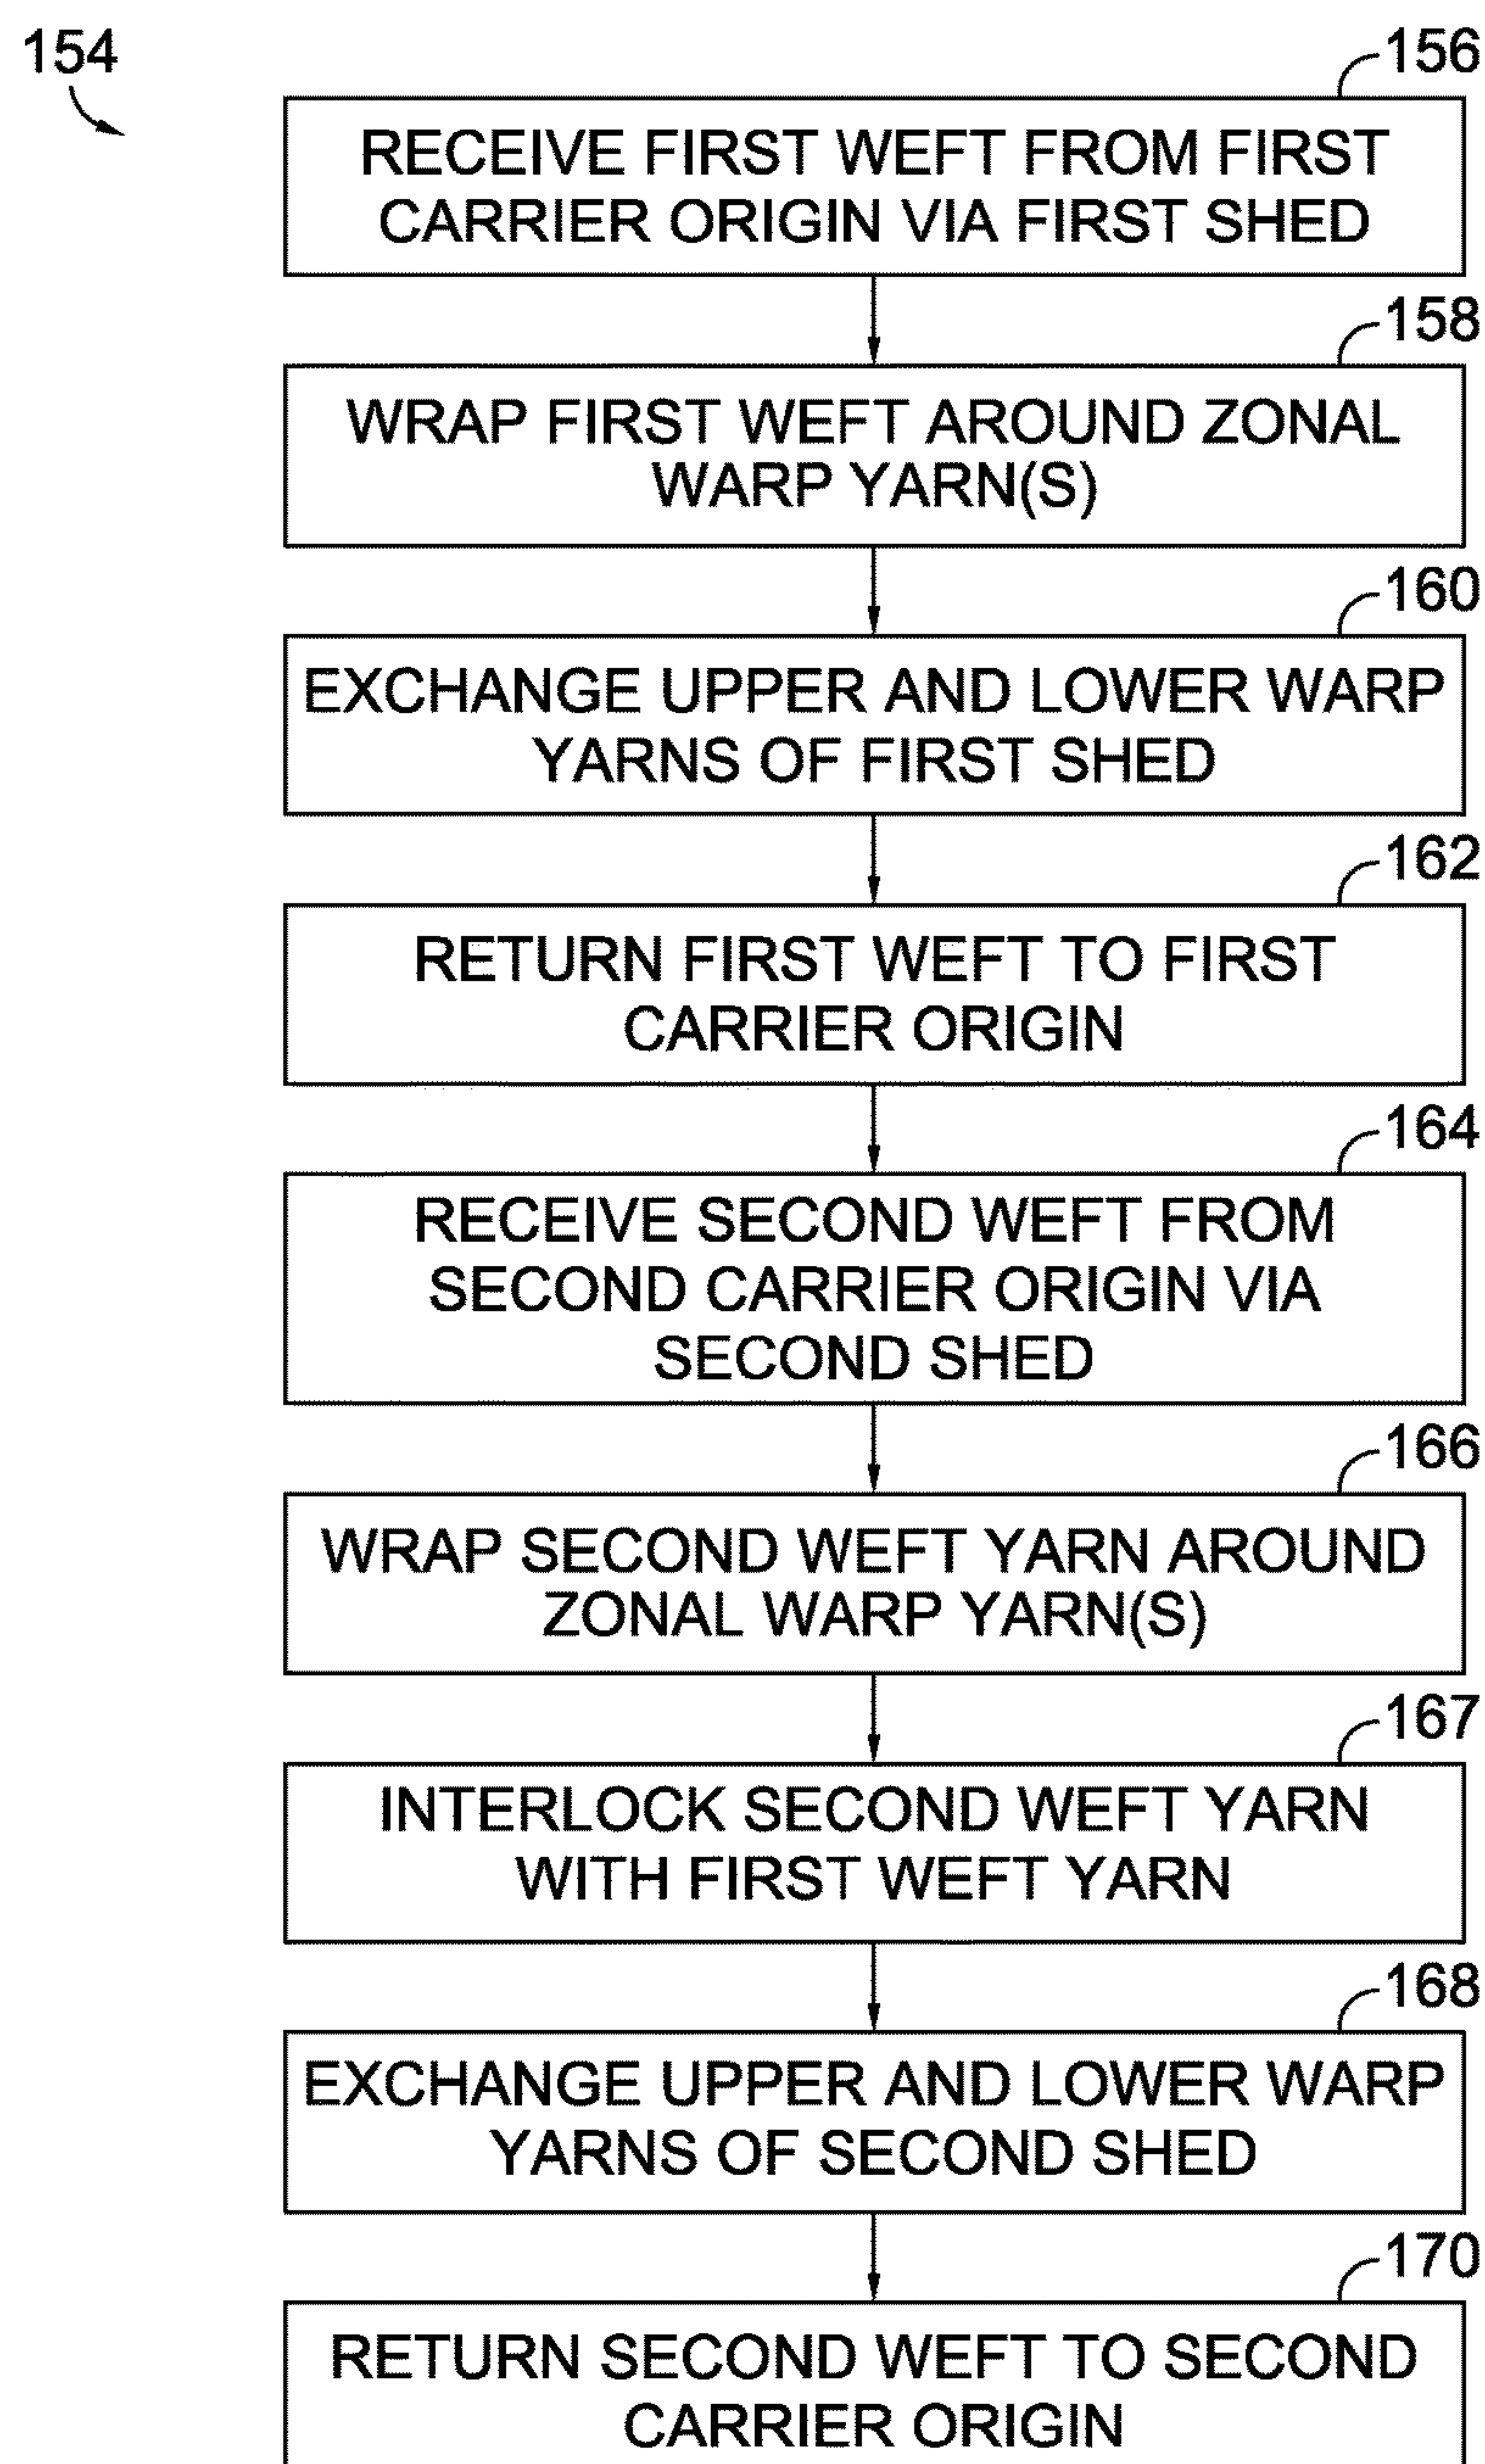 154
156
RECEIVE FIRST WEFT FROM FIRST
CARRIER ORIGIN VIA FIRST SHED
158
WRAP FIRST WEFT AROUND ZONAL
WARP YARN(S)
160
EXCHANGE UPPER AND LOWER WARP
YARNS OF FIRST SHED
162
RETURN FIRST WEFT TO FIRST
CARRIER ORIGIN
164
RECEIVE SECOND WEFT FROM
SECOND CARRIER ORIGIN VIA
SECOND SHED
166
WRAP SECOND WEFT YARN AROUND
ZONAL WARP YARN(S)
167
INTERLOCK SECOND WEFT YARN
WITH FIRST WEFT YARN
168
EXCHANGE UPPER AND LOWER WARP
YARNS OF SECOND SHED
170
RETURN SECOND WEFT TO SECOND
CARRIER ORIGIN